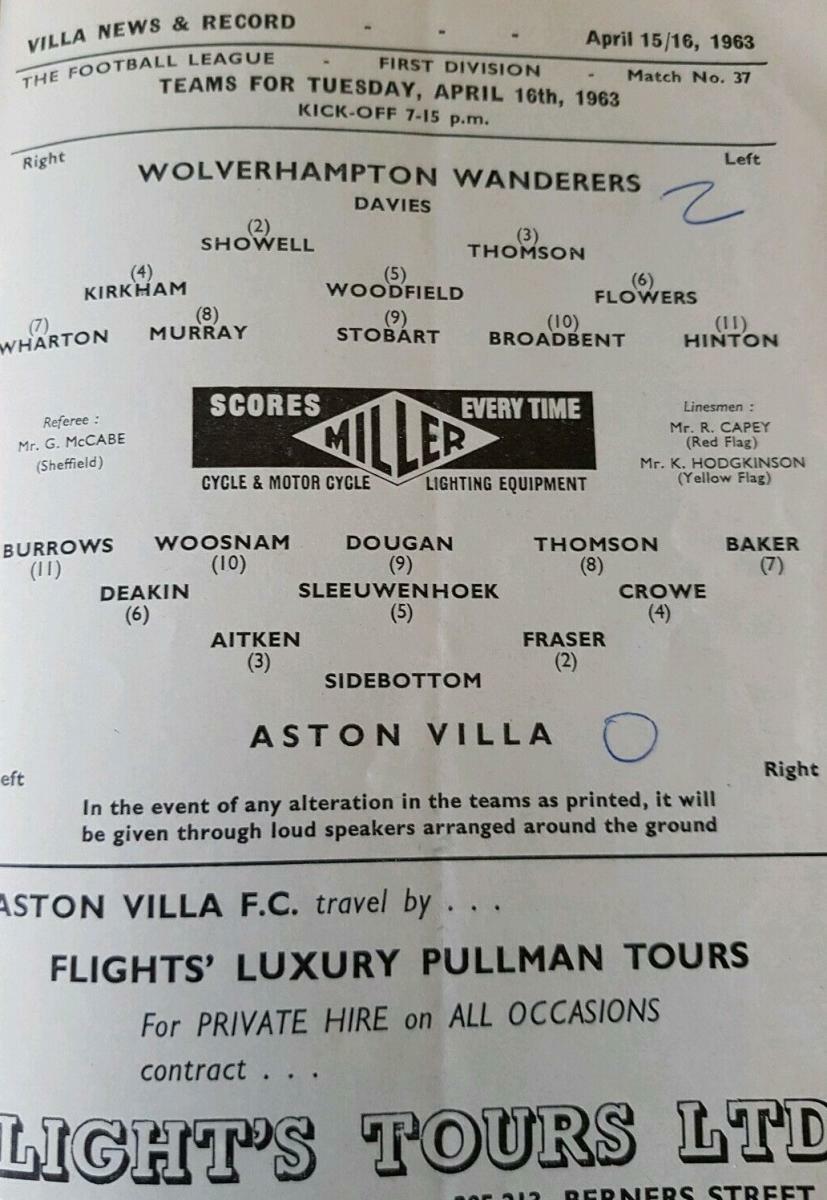 VILLA NEWS & RECORD - - - April 15/16, 1963
THE FOOTBALL LEAGUE - FIRST DIVISION - Match No. 37
TEAMS FOR TUESDAY, APRIL 16th, 1963
KICK-OFF 7-15 p.m.
Right Left
WOLVERHAMPTON WANDERERS 2
DAVIES
(2) (3)
SHOWELL THOMSON
(4) (5) (6)
KIRKHAM WOODFIELD FLOWERS
(7) (8) (9) (10) (11)
WHARTON MURRAY STOBART BROADBENT HINTON
SCORES MILLER EVERY TIME
CYCLE & MOTOR CYCLE LIGHTING EQUIPMENT
Referee :
Mr. G. McCABE
(Sheffield)
Linesmen :
Mr. R. CAPEY
(Red Flag)
Mr. K. HODGKINSON
(Yellow Flag)
BURROWS WOOSNAM DOUGAN THOMSON BAKER
(11) (10) (9) (8) (7)
DEAKIN SLEEUWENHOEK CROWE
(6) (5) (4)
AITKEN FRASER
(3) (2)
SIDEBOTTOM
ASTON VILLA 0
eft Right
In the event of any alteration in the teams as printed, it will
be given through loud speakers arranged around the ground
ASTON VILLA F.C. travel by . . .
FLIGHTS' LUXURY PULLMAN TOURS
For PRIVATE HIRE on ALL OCCASIONS
contract . . .
LIGHT'S TOURS LTD
BERNERS STREET